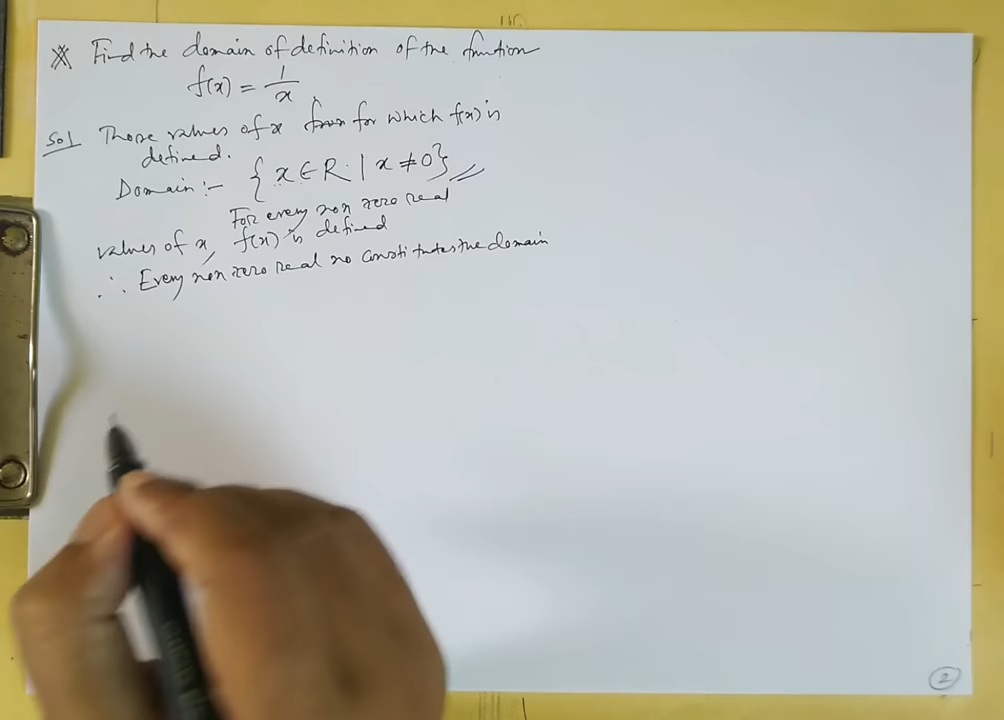 ※ Find the domain of definition of the function
f(x) = 1/x
Sol Those values of x for which f(x) is
defined.
Domain :- { x ∈ R | x ≠ 0 }
For every non zero real
values of x, f(x) is defined
∴ Every non zero real no constitutes the domain
2